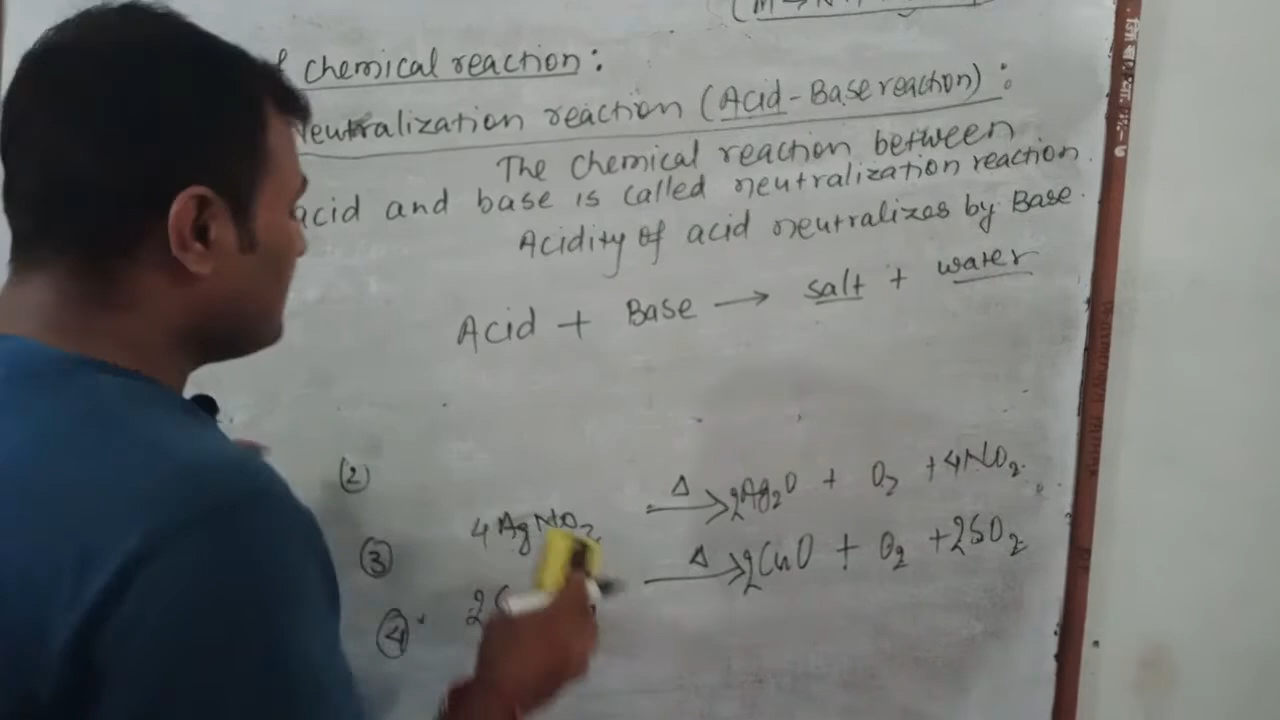 chemical reaction :
Neutralization reaction (Acid-Base reaction) :
The chemical reaction between
acid and base is called neutralization reaction.
Acidity of acid neutralizes by Base.
Acid + Base → salt + water
(2)
4AgNO₃ —Δ→ 2Ag₂O + O₂ + 4NO₂
③
—Δ→ 2CuO + O₂ + 2SO₂
④